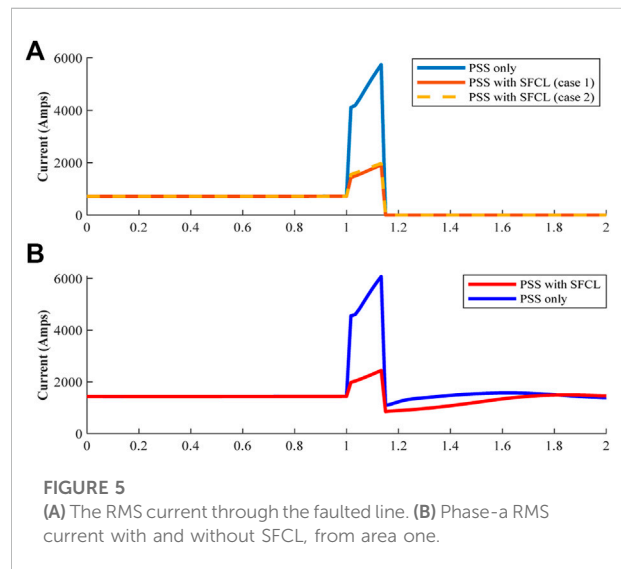 A
6000
4000
2000
0
Current (Amps)
PSS only
PSS with SFCL (case 1)
PSS with SFCL (case 2)
0 0.2 0.4 0.6 0.8 1 1.2 1.4 1.6 1.8 2
B
6000
4000
2000
0
Current (Amps)
PSS with SFCL
PSS only
0 0.2 0.4 0.6 0.8 1 1.2 1.4 1.6 1.8 2
FIGURE 5
(A) The RMS current through the faulted line. (B) Phase-a RMS
current with and without SFCL, from area one.